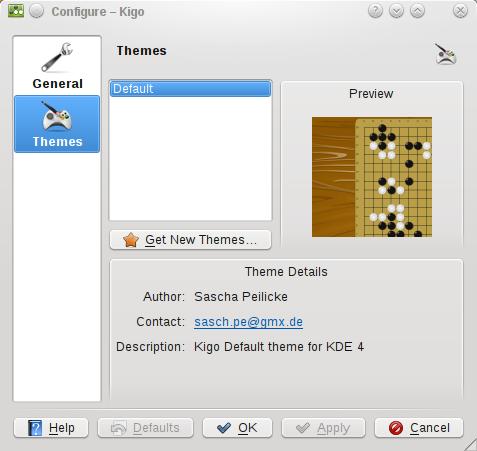 Configure – Kigo
General
Themes
Themes
Default
Get New Themes...
Preview
Theme Details
Author: Sascha Peilicke
Contact: sasch.pe@gmx.de
Description: Kigo Default theme for KDE 4
Help
Defaults
OK
Apply
Cancel